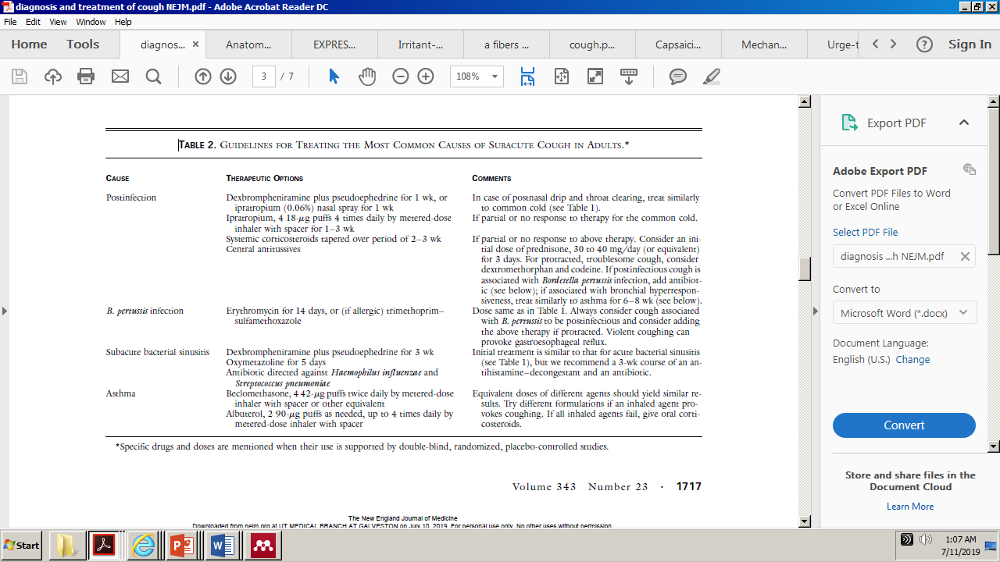 diagnosis and treatment of cough NEJM.pdf - Adobe Acrobat Reader DC
File Edit View Window Help
Home Tools diagnos... Anatom... EXPRES... Irritant-... a fibers ... cough.p... Capsaici... Mechan... Urge-t Sign In
3 / 7 108%
TABLE 2. GUIDELINES FOR TREATING THE MOST COMMON CAUSES OF SUBACUTE COUGH IN ADULTS.*
CAUSE THERAPEUTIC OPTIONS COMMENTS
Postinfection Dexbrompheniramine plus pseudoephedrine for 1 wk, or In case of postnasal drip and throat clearing, treat similarly
ipratropium (0.06%) nasal spray for 1 wk to common cold (see Table 1).
Ipratropium, 4 18-µg puffs 4 times daily by metered-dose If partial or no response to therapy for the common cold.
inhaler with spacer for 1–3 wk
Systemic corticosteroids tapered over period of 2–3 wk If partial or no response to above therapy. Consider an ini-
Central antitussives tial dose of prednisone, 30 to 40 mg/day (or equivalent)
for 3 days. For protracted, troublesome cough, consider
dextromethorphan and codeine. If postinfectious cough is
associated with Bordetella pertussis infection, add antibiot-
ic (see below); if associated with bronchial hyperrespon-
siveness, treat similarly to asthma for 6–8 wk (see below).
B. pertussis infection Erythromycin for 14 days, or (if allergic) trimethoprim– Dose same as in Table 1. Always consider cough associated
sulfamethoxazole with B. pertussis to be postinfectious and consider adding
the above therapy if protracted. Violent coughing can
provoke gastroesophageal reflux.
Subacute bacterial sinusitis Dexbrompheniramine plus pseudoephedrine for 3 wk Initial treatment is similar to that for acute bacterial sinusitis
Oxymetazoline for 5 days (see Table 1), but we recommend a 3-wk course of an an-
Antibiotic directed against Haemophilus influenzae and tihistamine–decongestant and an antibiotic.
Streptococcus pneumoniae
Asthma Beclomethasone, 4 42-µg puffs twice daily by metered-dose Equivalent doses of different agents should yield similar re-
inhaler with spacer or other equivalent sults. Try different formulations if an inhaled agent pro-
Albuterol, 2 90-µg puffs as needed, up to 4 times daily by vokes coughing. If all inhaled agents fail, give oral corti-
metered-dose inhaler with spacer costeroids.
*Specific drugs and doses are mentioned when their use is supported by double-blind, randomized, placebo-controlled studies.
Volume 343 Number 23 · 1717
The New England Journal of Medicine
Downloaded from nejm.org at UT MEDICAL BRANCH AT GALVESTON on July 10, 2019. For personal use only. No other uses without permission.
Export PDF
Adobe Export PDF
Convert PDF Files to Word
or Excel Online
Select PDF File
diagnosis ...h NEJM.pdf
Convert to
Microsoft Word (*.docx)
Document Language:
English (U.S.) Change
Convert
Store and share files in the
Document Cloud
Learn More
Start
1:07 AM
7/11/2019